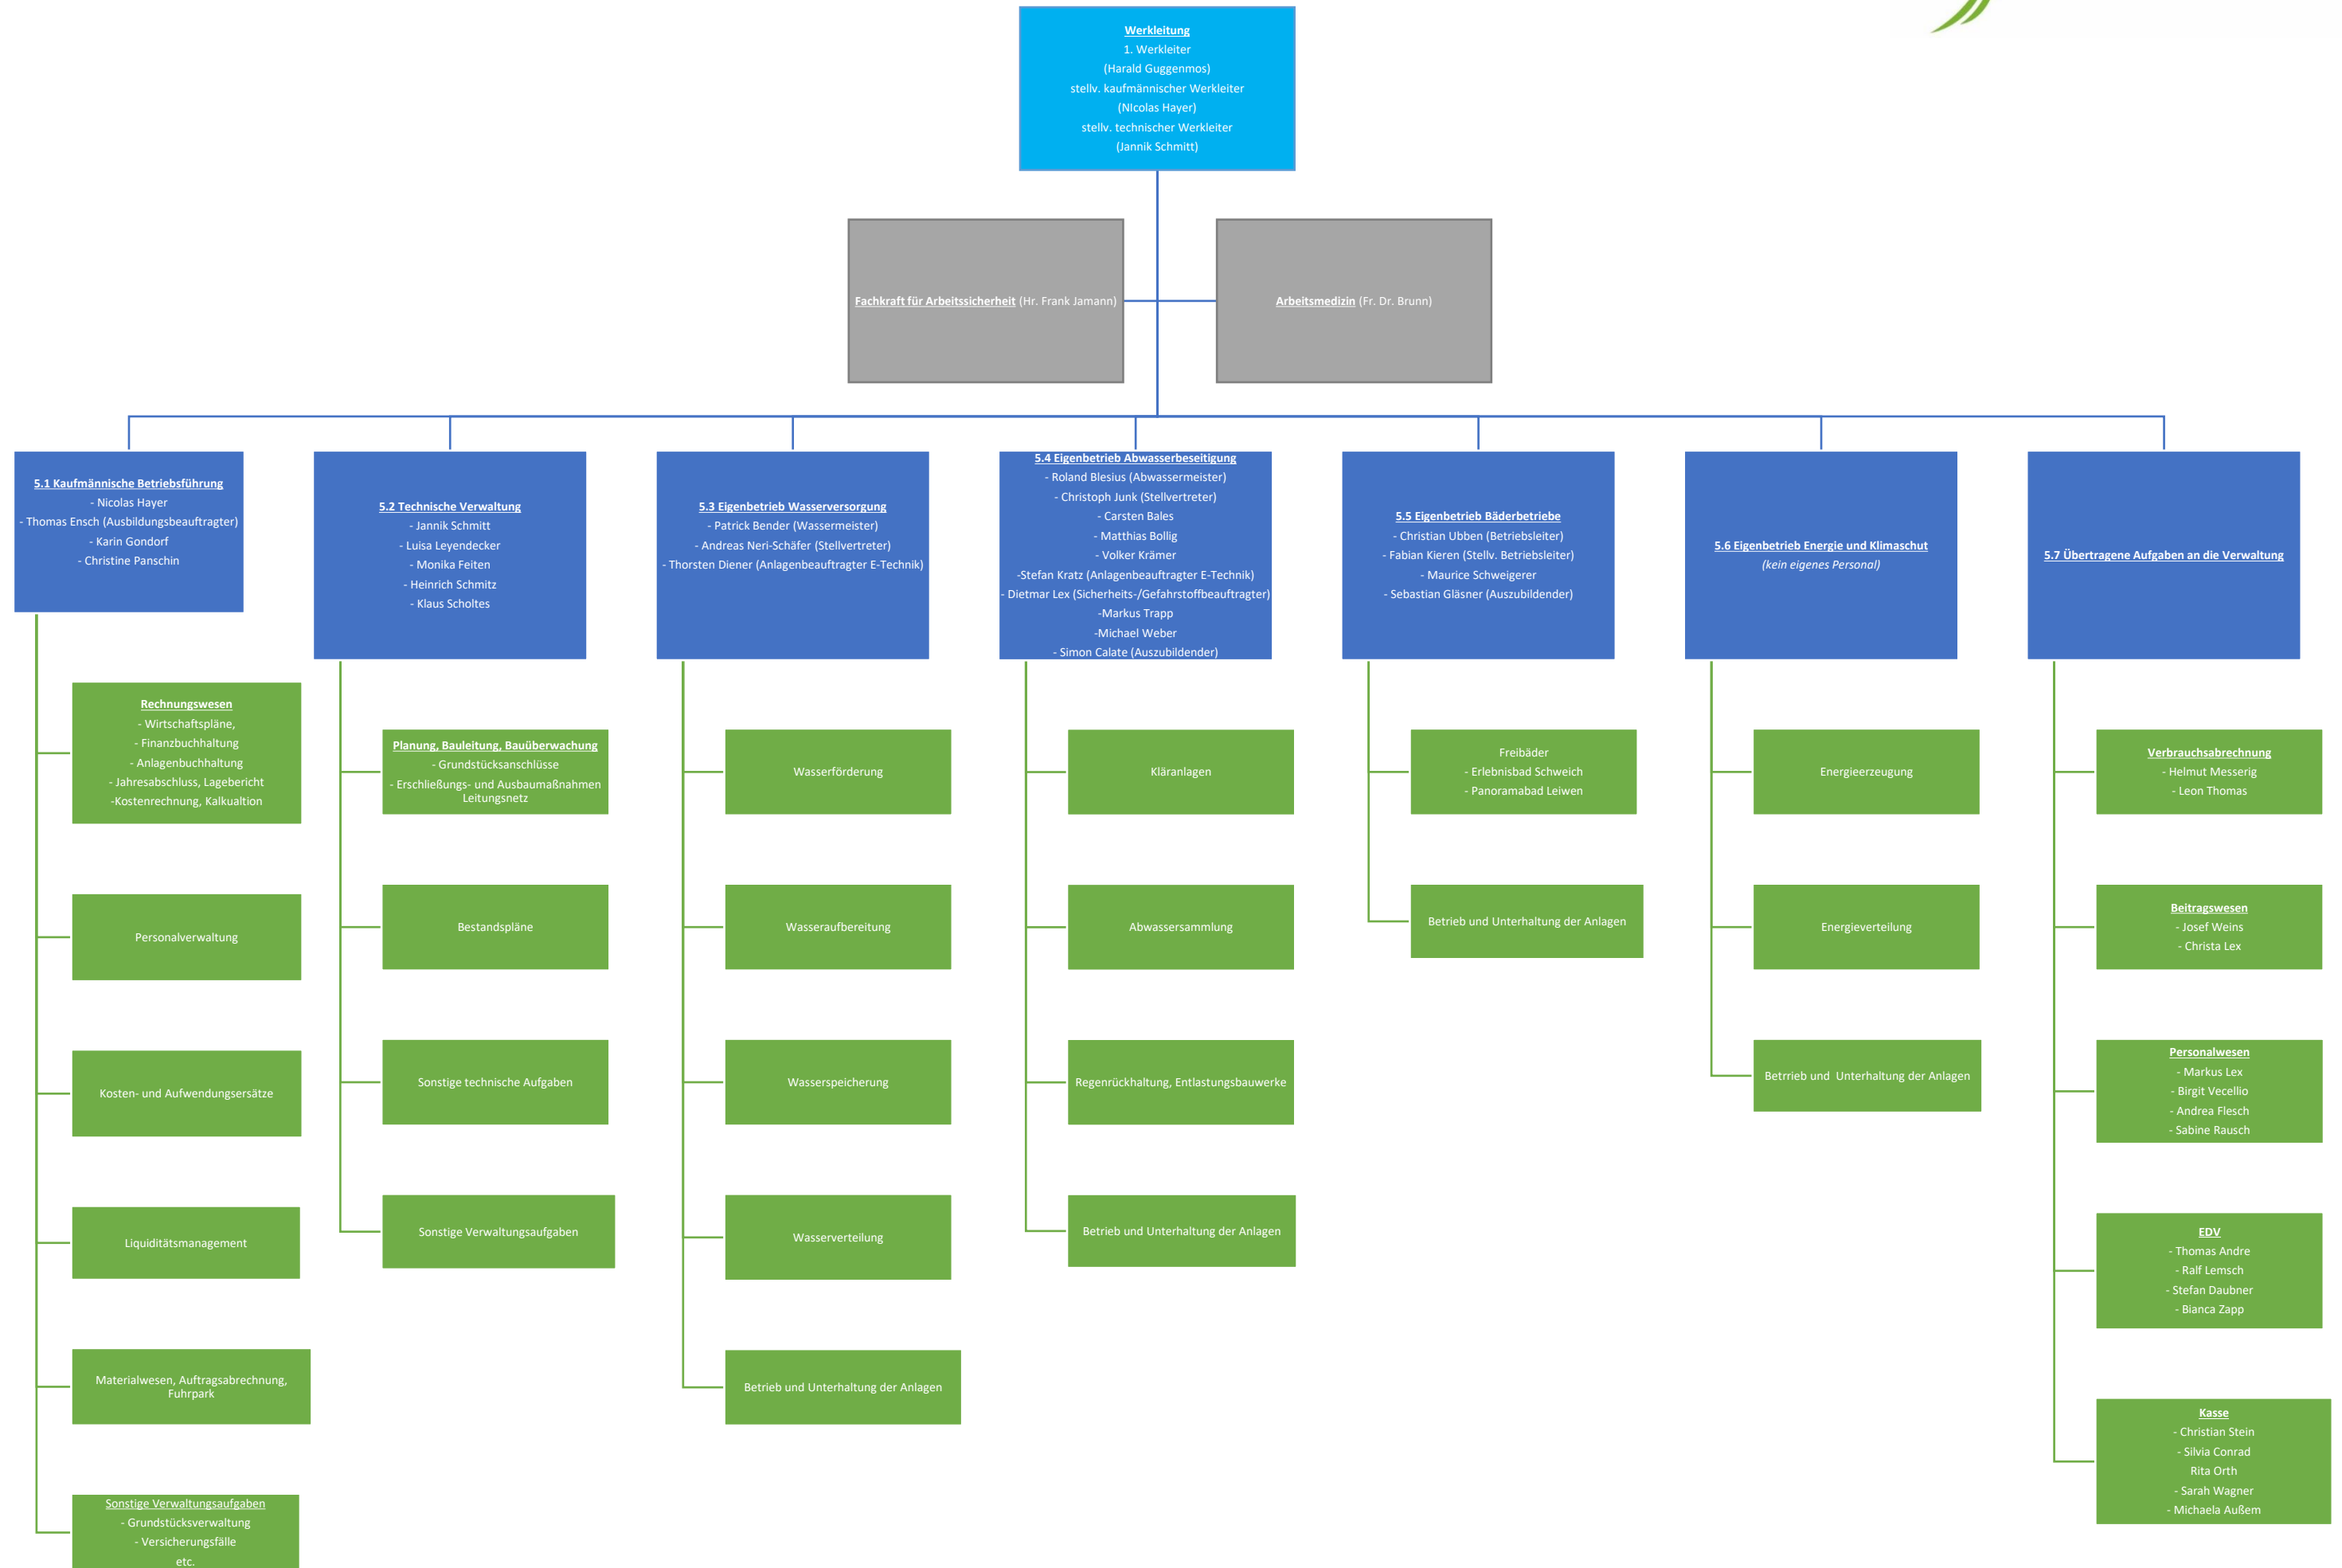 Werkleitung
1. Werkleiter
(Harald Guggenmos)
stellv. kaufmännischer Werkleiter
(NIcolas Hayer)
stellv. technischer Werkleiter
(Jannik Schmitt)
Fachkraft für Arbeitssicherheit (Hr. Frank Jamann)
Arbeitsmedizin (Fr. Dr. Brunn)
5.1 Kaufmännische Betriebsführung
- Nicolas Hayer
- Thomas Ensch (Ausbildungsbeauftragter)
- Karin Gondorf
- Christine Panschin
Rechnungswesen
- Wirtschaftspläne,
- Finanzbuchhaltung
- Anlagenbuchhaltung
- Jahresabschluss, Lagebericht
-Kostenrechnung, Kalkualtion
Personalverwaltung
Kosten- und Aufwendungsersätze
Liquiditätsmanagement
Materialwesen, Auftragsabrechnung,
Fuhrpark
Sonstige Verwaltungsaufgaben
- Grundstücksverwaltung
- Versicherungsfälle
etc.
5.2 Technische Verwaltung
- Jannik Schmitt
- Luisa Leyendecker
- Monika Feiten
- Heinrich Schmitz
- Klaus Scholtes
Planung, Bauleitung, Bauüberwachung
- Grundstücksanschlüsse
- Erschließungs- und Ausbaumaßnahmen
Leitungsnetz
Bestandspläne
Sonstige technische Aufgaben
Sonstige Verwaltungsaufgaben
5.3 Eigenbetrieb Wasserversorgung
- Patrick Bender (Wassermeister)
- Andreas Neri-Schäfer (Stellvertreter)
- Thorsten Diener (Anlagenbeauftragter E-Technik)
Wasserförderung
Wasseraufbereitung
Wasserspeicherung
Wasserverteilung
Betrieb und Unterhaltung der Anlagen
5.4 Eigenbetrieb Abwasserbeseitigung
- Roland Blesius (Abwassermeister)
- Christoph Junk (Stellvertreter)
- Carsten Bales
- Matthias Bollig
- Volker Krämer
-Stefan Kratz (Anlagenbeauftragter E-Technik)
- Dietmar Lex (Sicherheits-/Gefahrstoffbeauftragter)
-Markus Trapp
-Michael Weber
- Simon Calate (Auszubildender)
Kläranlagen
Abwassersammlung
Regenrückhaltung, Entlastungsbauwerke
Betrieb und Unterhaltung der Anlagen
5.5 Eigenbetrieb Bäderbetriebe
- Christian Ubben (Betriebsleiter)
- Fabian Kieren (Stellv. Betriebsleiter)
- Maurice Schweigerer
- Sebastian Gläsner (Auszubildender)
Freibäder
- Erlebnisbad Schweich
- Panoramabad Leiwen
Betrieb und Unterhaltung der Anlagen
5.6 Eigenbetrieb Energie und Klimaschut
(kein eigenes Personal)
Energieerzeugung
Energieverteilung
Betrrieb und  Unterhaltung der Anlagen
5.7 Übertragene Aufgaben an die Verwaltung
Verbrauchsabrechnung
- Helmut Messerig
- Leon Thomas
Beitragswesen
- Josef Weins
- Christa Lex
Personalwesen
- Markus Lex
- Birgit Vecellio
- Andrea Flesch
- Sabine Rausch
EDV
- Thomas Andre
- Ralf Lemsch
- Stefan Daubner
- Bianca Zapp
Kasse
- Christian Stein
- Silvia Conrad
Rita Orth
- Sarah Wagner
- Michaela Außem